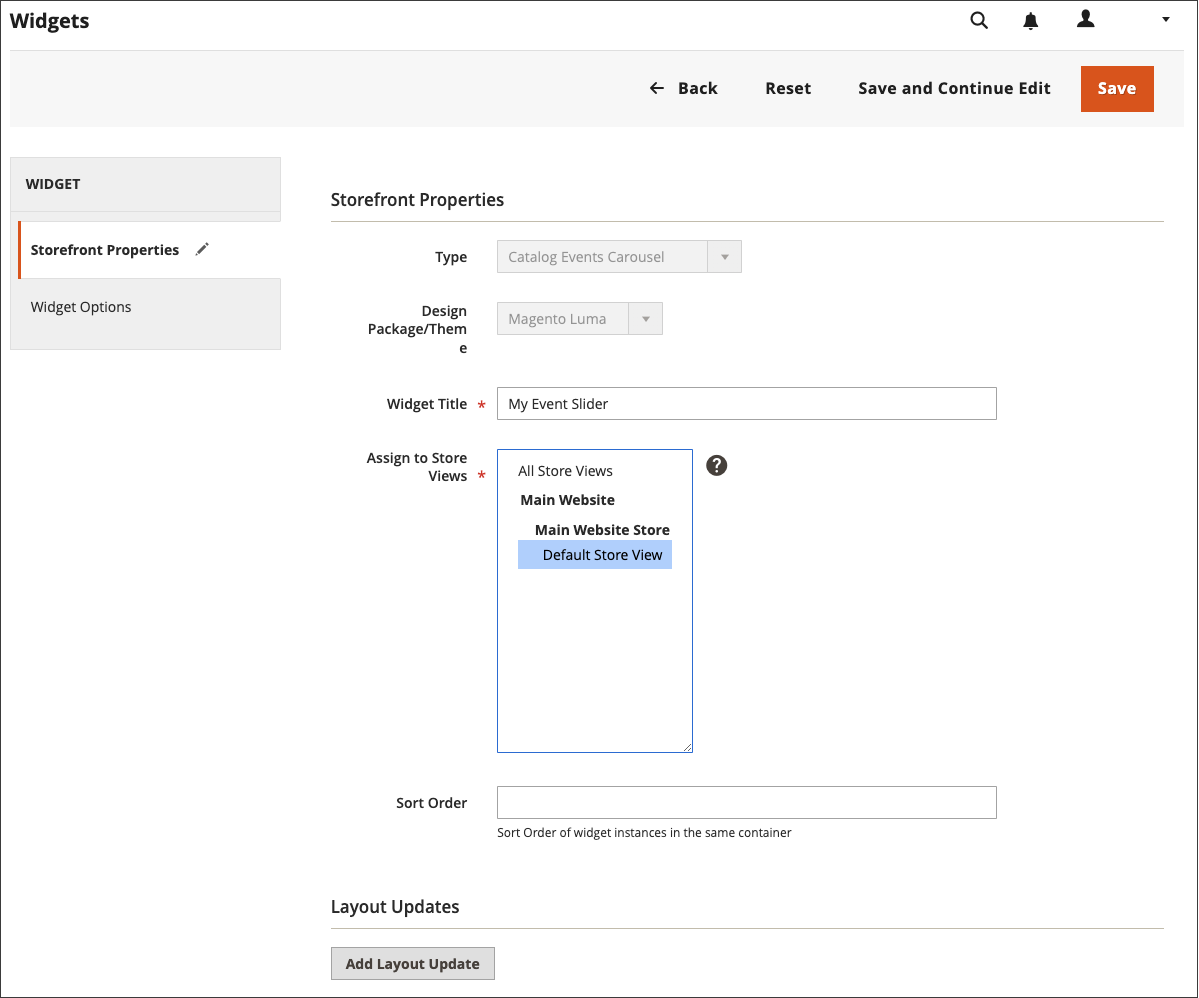 Widgets
Back Reset Save and Continue Edit Save
WIDGET
Storefront Properties
Widget Options
Storefront Properties
Type Catalog Events Carousel
Design
Package/Them
e
Magento Luma
Widget Title * My Event Slider
Assign to Store
Views *
All Store Views
Main Website
Main Website Store
Default Store View
?
Sort Order
Sort Order of widget instances in the same container
Layout Updates
Add Layout Update